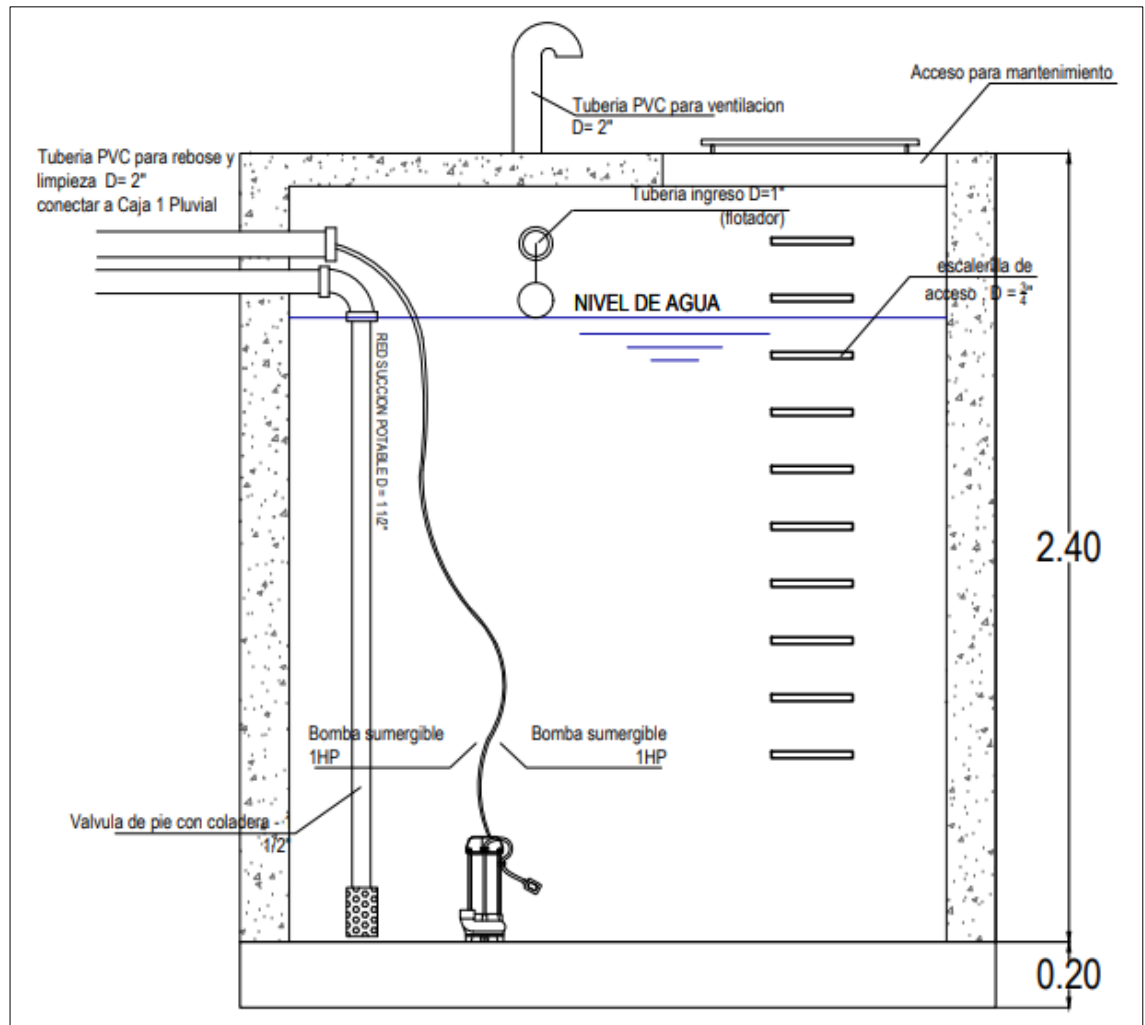 Acceso para mantenimiento
Tuberia PVC para ventilacion
D= 2"
Tuberia PVC para rebose y
limpieza D= 2"
conectar a Caja 1 Pluvial
Tuberia ingreso D=1"
(flotador)
escalerilla de
acceso , D = ¾"
NIVEL DE AGUA
RED SUCCION POTABLE D = 1 1/2"
2.40
Bomba sumergible
1HP
Bomba sumergible
1HP
Valvula de pie con coladera -
1/2"
0.20